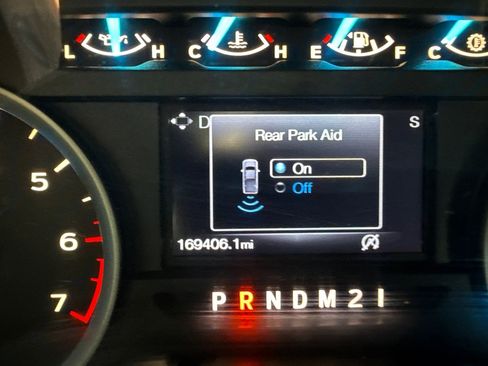 L H C H E F C
D S
Rear Park Aid
On
Off
169406.1mi
5
6
7
P R N D M 2 1